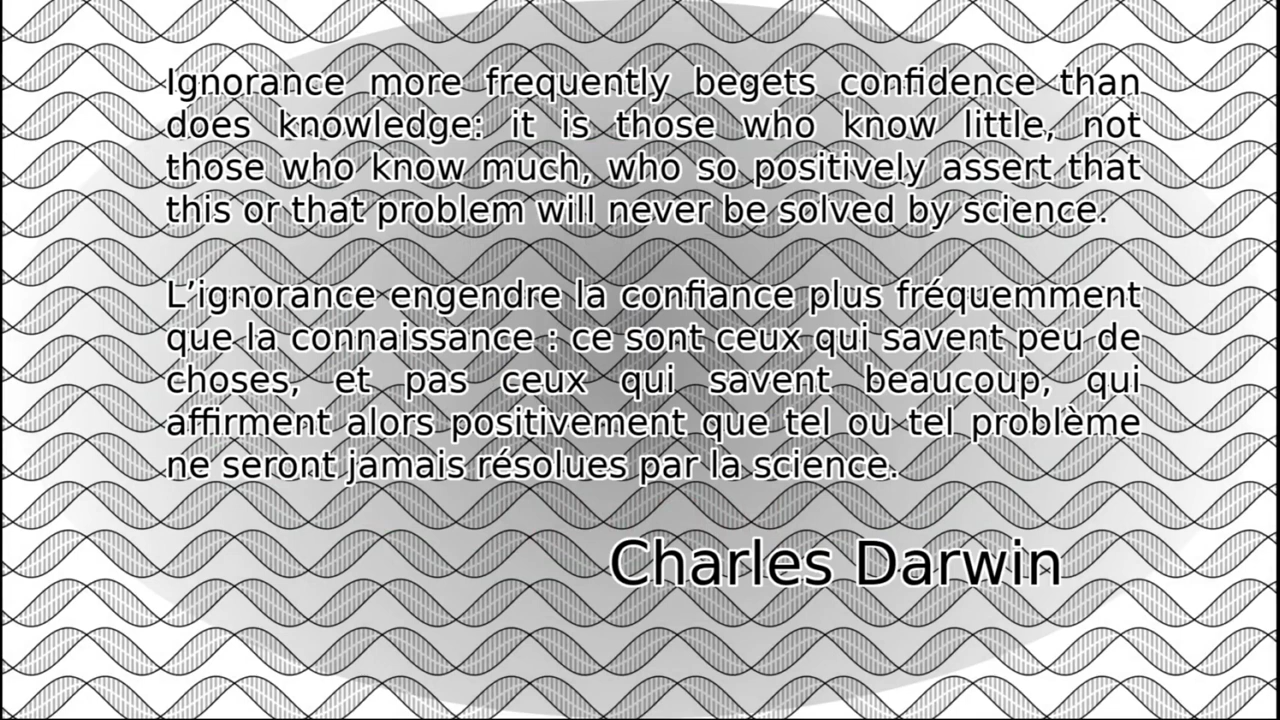 Ignorance more frequently begets confidence than
does knowledge: it is those who know little, not
those who know much, who so positively assert that
this or that problem will never be solved by science.
L’ignorance engendre la confiance plus fréquemment
que la connaissance : ce sont ceux qui savent peu de
choses, et pas ceux qui savent beaucoup, qui
affirment alors positivement que tel ou tel problème
ne seront jamais résolues par la science.
Charles Darwin